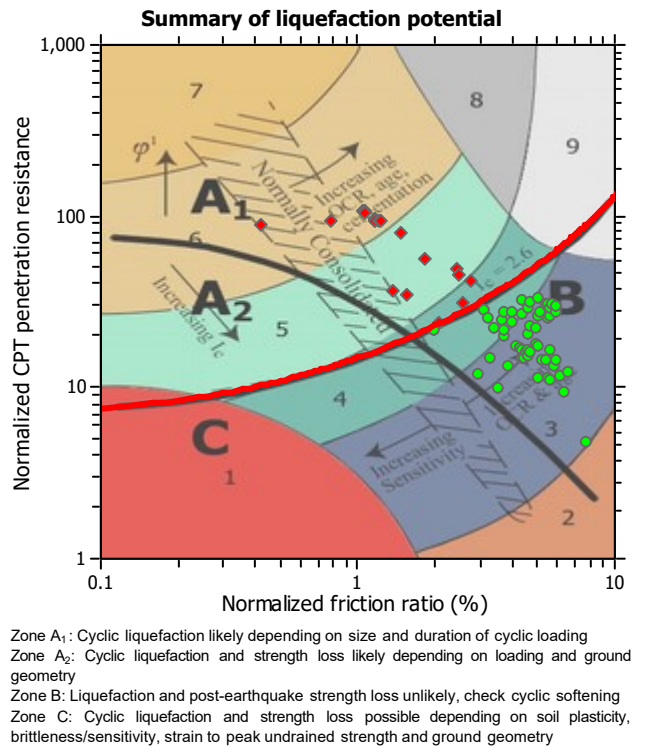 Summary of liquefaction potential
Normalized CPT penetration resistance
1,000
100
10
1
7
8
9
φ'
Increasing
OCR, age,
cementation
A1
Normally Consolidated
6
Ic = 2.6
A2
B
Increasing Ic
5
4
Increasing
OCR & age
C
Increasing
Sensitivity
3
1
2
0.1
1
10
Normalized friction ratio (%)
Zone A1: Cyclic liquefaction likely depending on size and duration of cyclic loading
Zone A2: Cyclic liquefaction and strength loss likely depending on loading and ground
geometry
Zone B: Liquefaction and post-earthquake strength loss unlikely, check cyclic softening
Zone C: Cyclic liquefaction and strength loss possible depending on soil plasticity,
brittleness/sensitivity, strain to peak undrained strength and ground geometry